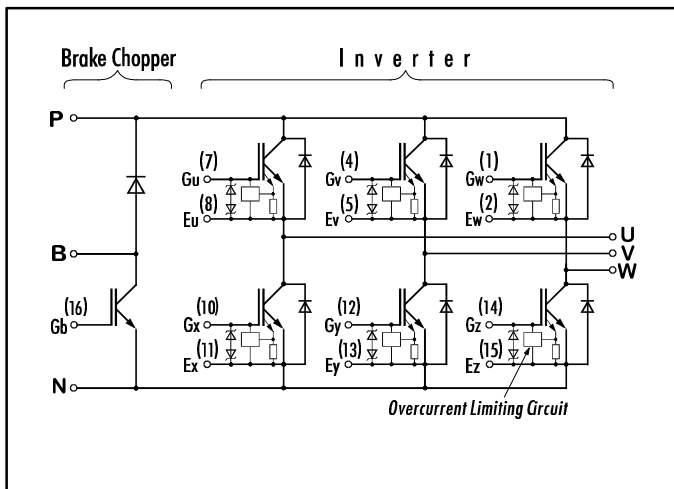 Brake Chopper
Inverter
P
(7)
(4)
(1)
Gu
Gv
Gw
(8)
(5)
(2)
Eu
Ev
Ew
U
B
V
W
(16)
(10)
(12)
(14)
Gb
Gx
Gy
Gz
(11)
(13)
(15)
Ex
Ey
Ez
N
Overcurrent Limiting Circuit